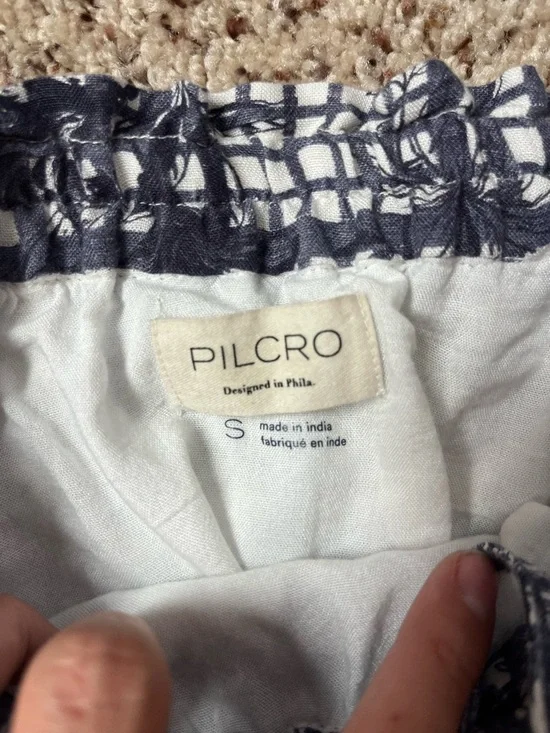 PILCRO
Designed in Phila.
S
made in india
fabriqué en inde